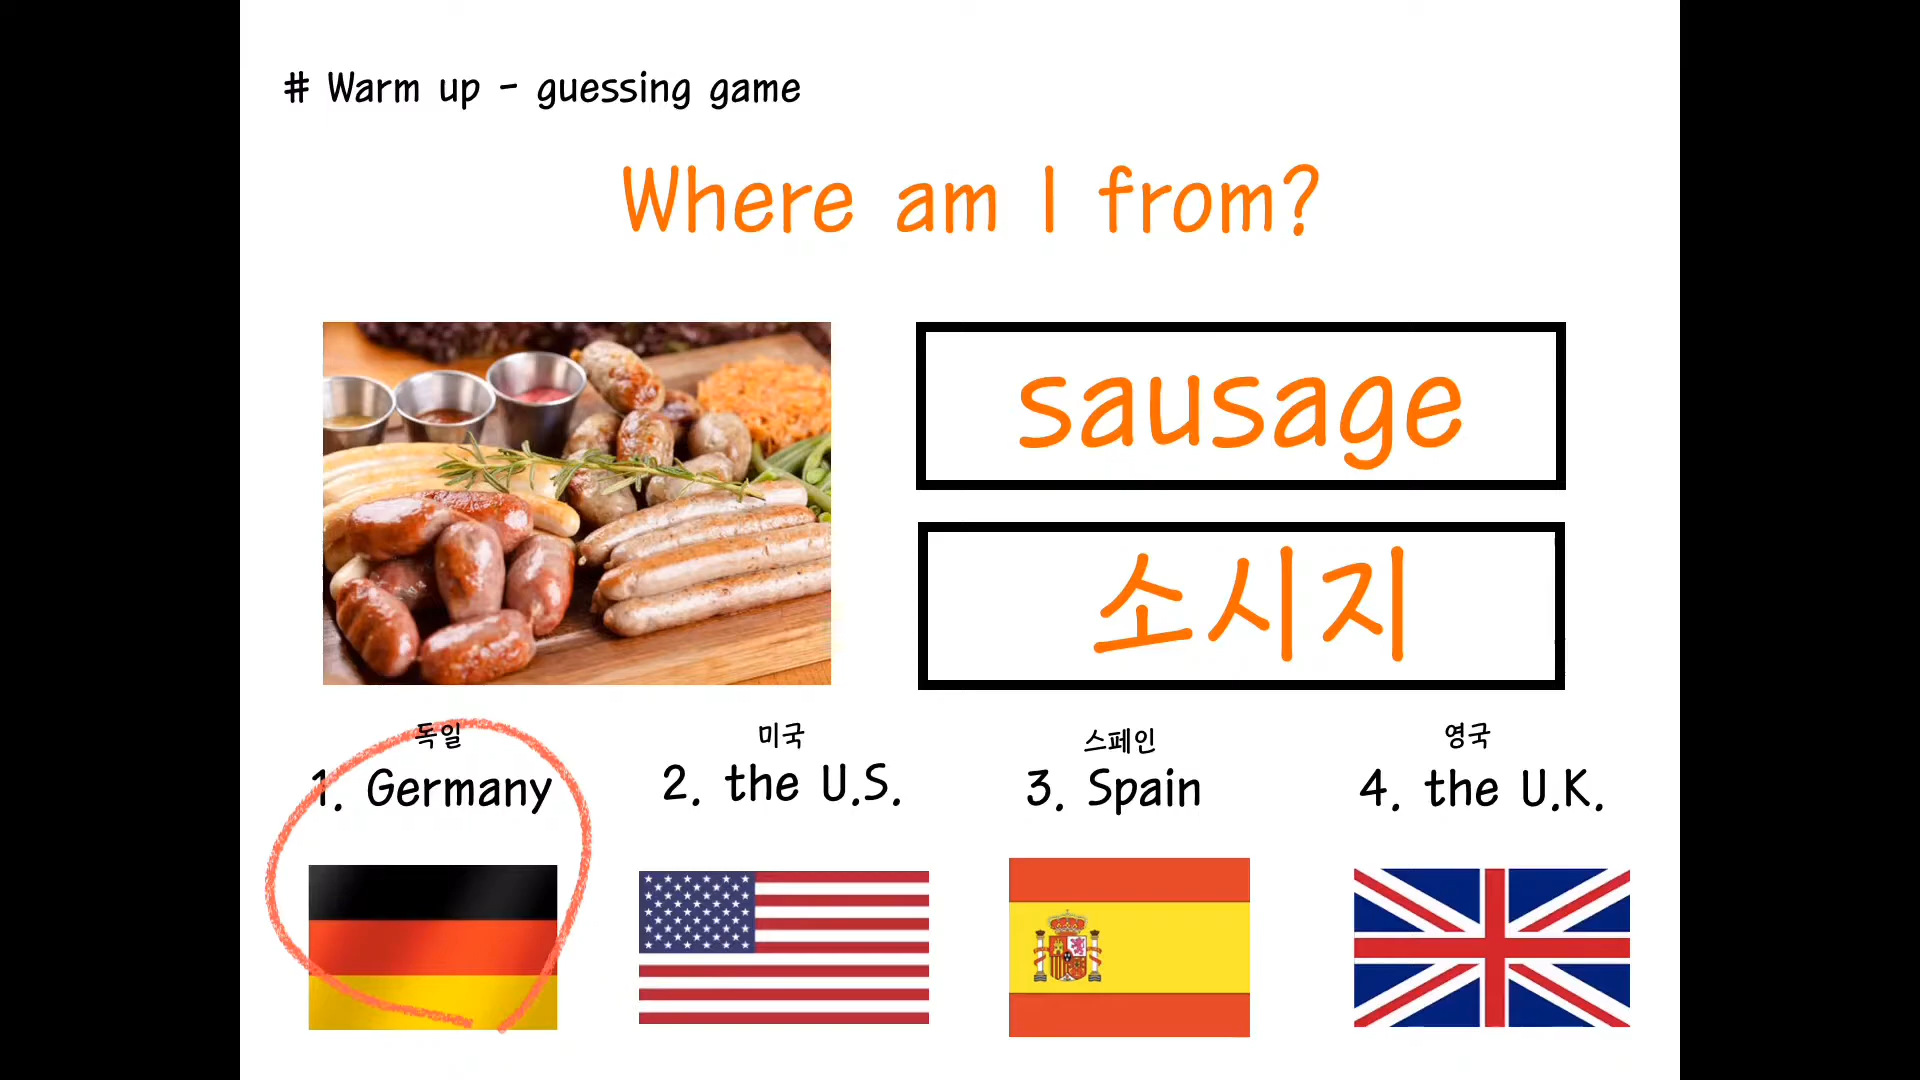 # Warm up - guessing game
Where am I from?
sausage
소시지
독일
1. Germany
미국
2. the U.S.
스페인
3. Spain
영국
4. the U.K.